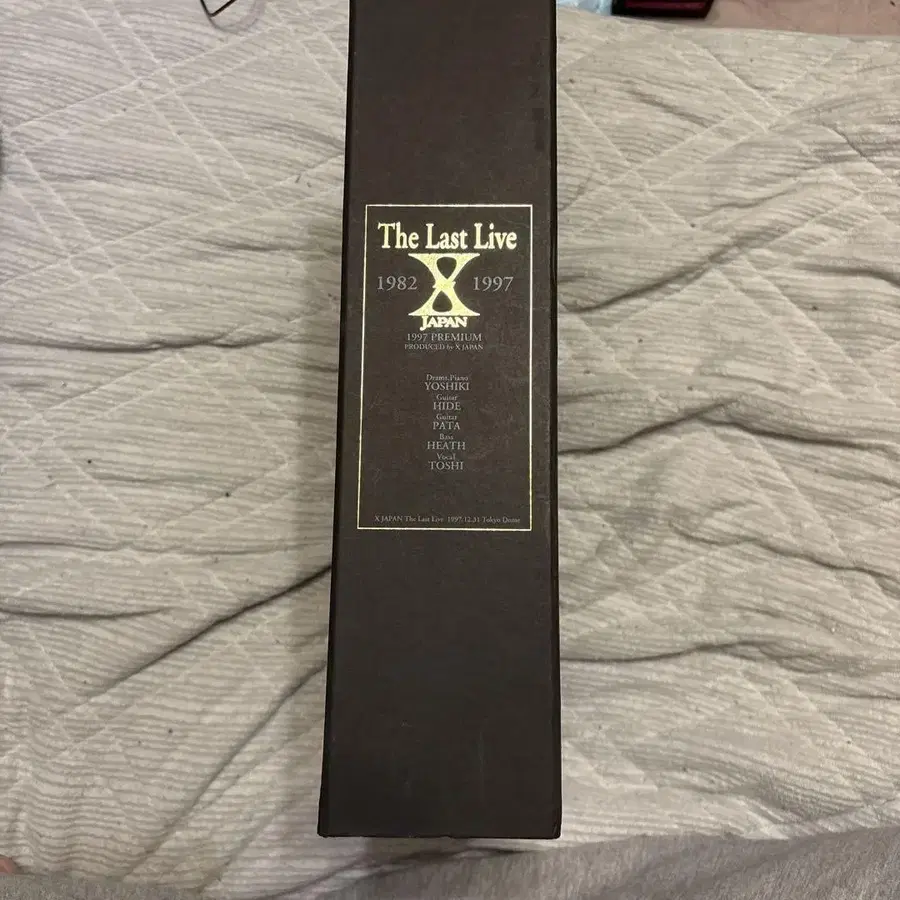 The Last Live
1982 X 1997
JAPAN
1997 PREMIUM
PRODUCED by X JAPAN
Drums.Piano
YOSHIKI
Guitar
HIDE
Guitar
PATA
Bass
HEATH
Vocal
TOSHI
X JAPAN The Last Live 1997.12.31 Tokyo Dome